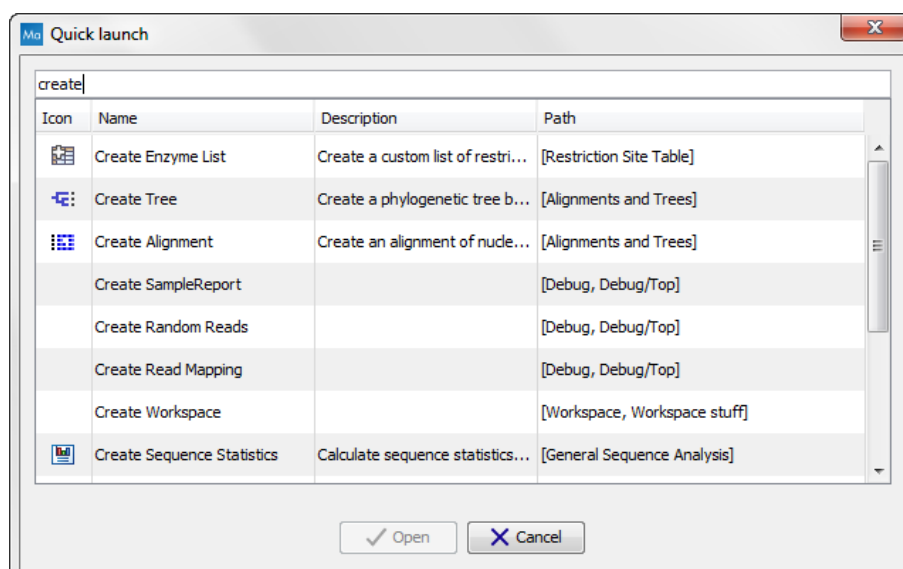 Ma Quick launch
create
Icon Name Description Path
Create Enzyme List Create a custom list of restri... [Restriction Site Table]
Create Tree Create a phylogenetic tree b... [Alignments and Trees]
Create Alignment Create an alignment of nucle... [Alignments and Trees]
Create SampleReport [Debug, Debug/Top]
Create Random Reads [Debug, Debug/Top]
Create Read Mapping [Debug, Debug/Top]
Create Workspace [Workspace, Workspace stuff]
Create Sequence Statistics Calculate sequence statistics... [General Sequence Analysis]
Open Cancel